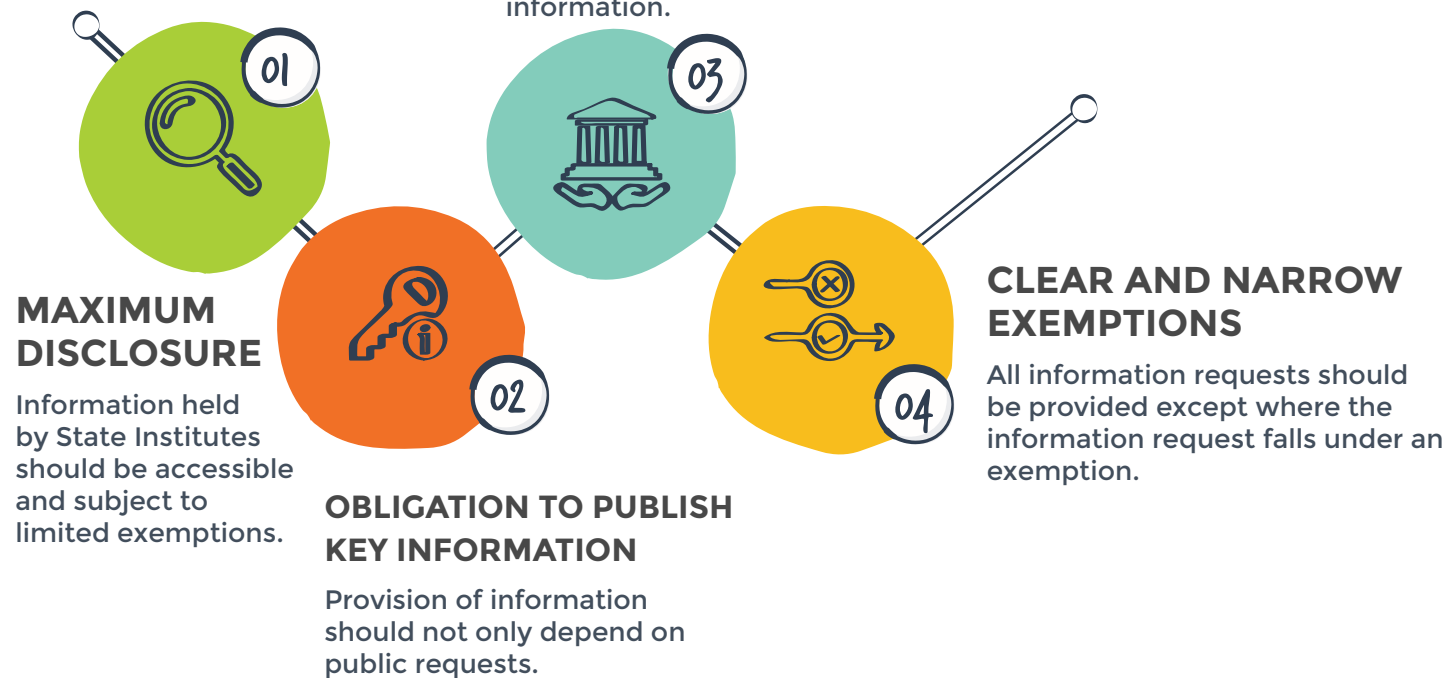 information.
01
MAXIMUM
DISCLOSURE
Information held
by State Institutes
should be accessible
and subject to
limited exemptions.
02
OBLIGATION TO PUBLISH
KEY INFORMATION
Provision of information
should not only depend on
public requests.
03
04
CLEAR AND NARROW
EXEMPTIONS
All information requests should
be provided except where the
information request falls under an
exemption.